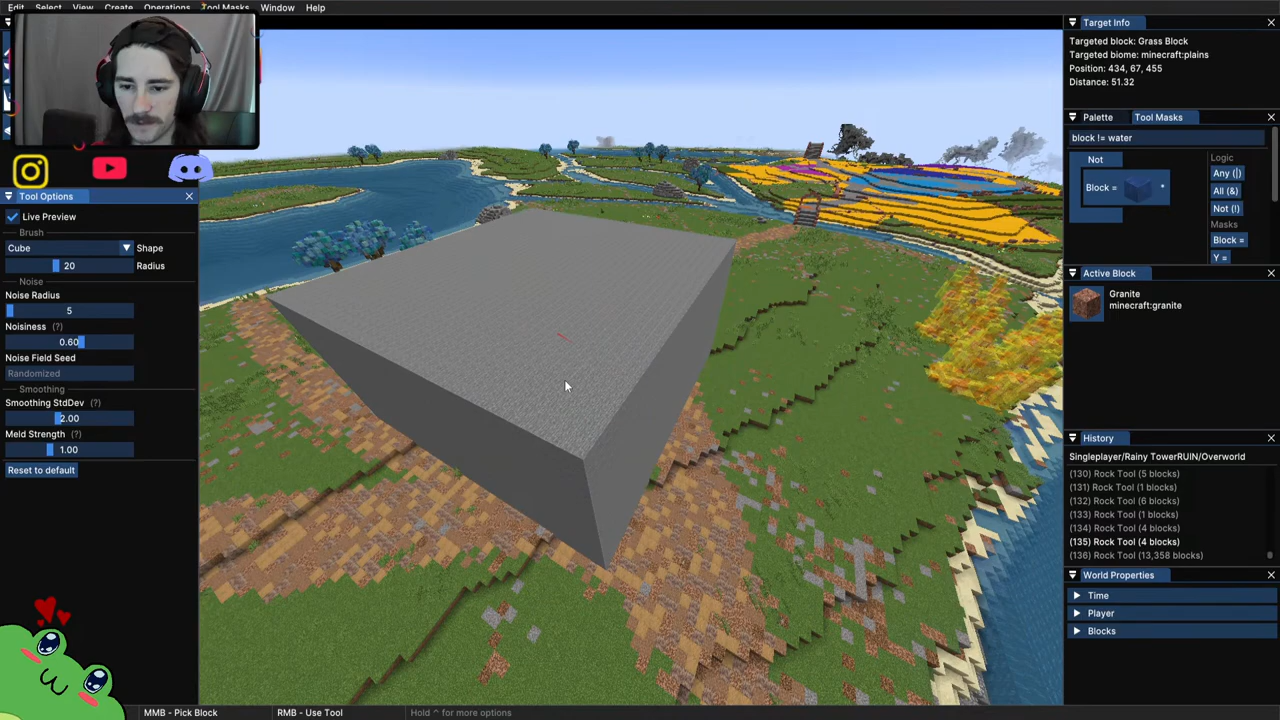 Edit Select View Create Operations Tool Masks Window Help
Target Info
Targeted block: Grass Block
Targeted biome: minecraft:plains
Position: 434, 67, 455
Distance: 51.32
Palette Tool Masks
block != water
Not
Block = *
Logic
Any (|)
All (&)
Not (!)
Masks
Block =
Y =
Tool Options
Live Preview
Brush
Cube Shape
20 Radius
Noise
Noise Radius
5
Noisiness (?)
0.60
Noise Field Seed
Randomized
Smoothing
Smoothing StdDev (?)
2.00
Meld Strength (?)
1.00
Reset to default
Active Block
Granite
minecraft:granite
History
Singleplayer/Rainy TowerRUIN/Overworld
(130) Rock Tool (5 blocks)
(131) Rock Tool (1 blocks)
(132) Rock Tool (6 blocks)
(133) Rock Tool (1 blocks)
(134) Rock Tool (4 blocks)
(135) Rock Tool (4 blocks)
(136) Rock Tool (13,358 blocks)
World Properties
Time
Player
Blocks
MMB - Pick Block RMB - Use Tool Hold ^ for more options